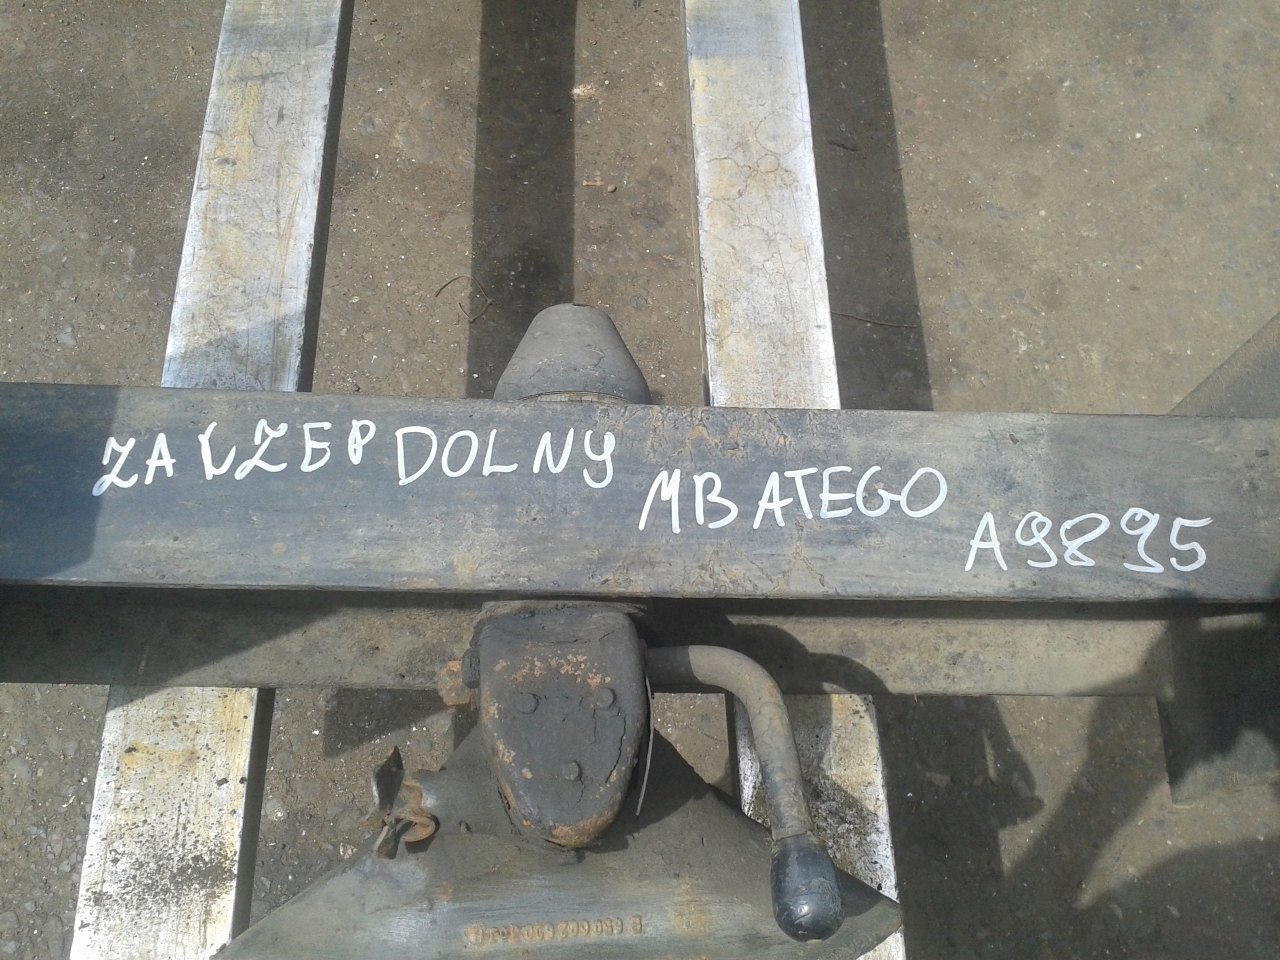 ZACZEP DOLNY MB ATEGO A9895